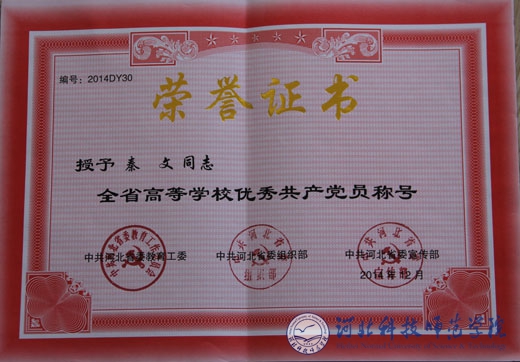 编号：2014DY30
荣誉证书
授予 秦 文 同志
全省高等学校优秀共产党员称号
中共河北省委教育工委 中共河北省委组织部 中共河北省委宣传部
2014年12月
河北科技师范学院